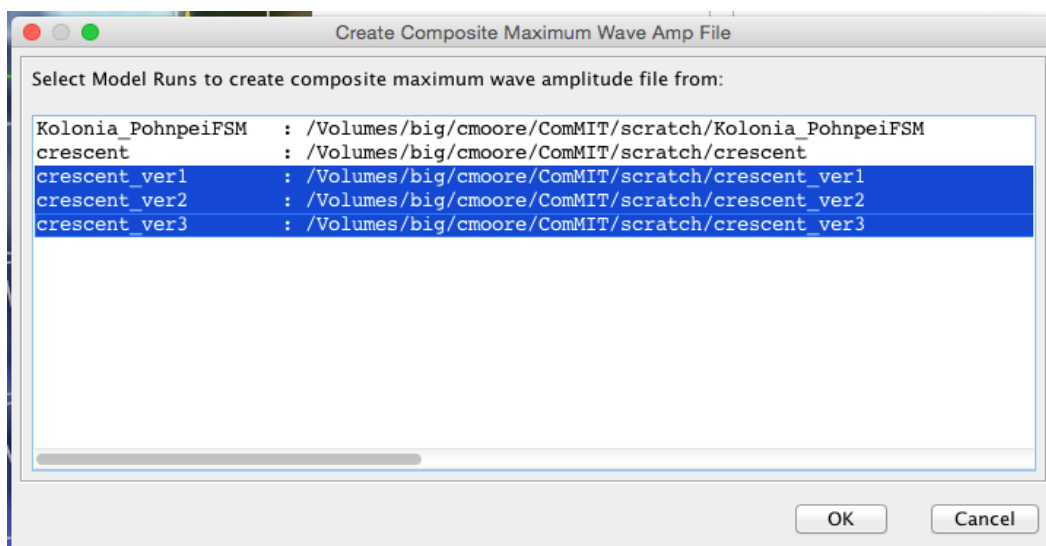 Create Composite Maximum Wave Amp File
Select Model Runs to create composite maximum wave amplitude file from:
Kolonia_PohnpeiFSM : /Volumes/big/cmoore/ComMIT/scratch/Kolonia_PohnpeiFSM
crescent : /Volumes/big/cmoore/ComMIT/scratch/crescent
crescent_ver1 : /Volumes/big/cmoore/ComMIT/scratch/crescent_ver1
crescent_ver2 : /Volumes/big/cmoore/ComMIT/scratch/crescent_ver2
crescent_ver3 : /Volumes/big/cmoore/ComMIT/scratch/crescent_ver3
OK Cancel